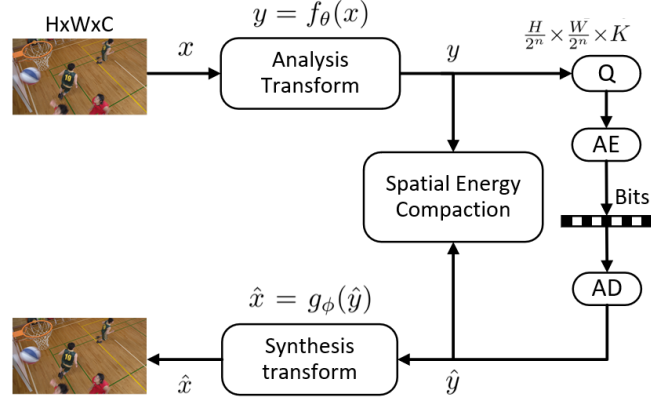 HxWxC
y = f_θ(x)
H/2^n × W/2^n × K
x
Analysis
Transform
y
Q
AE
Spatial Energy
Compaction
Bits
AD
x̂ = g_ϕ(ŷ)
Synthesis
transform
x̂
ŷ